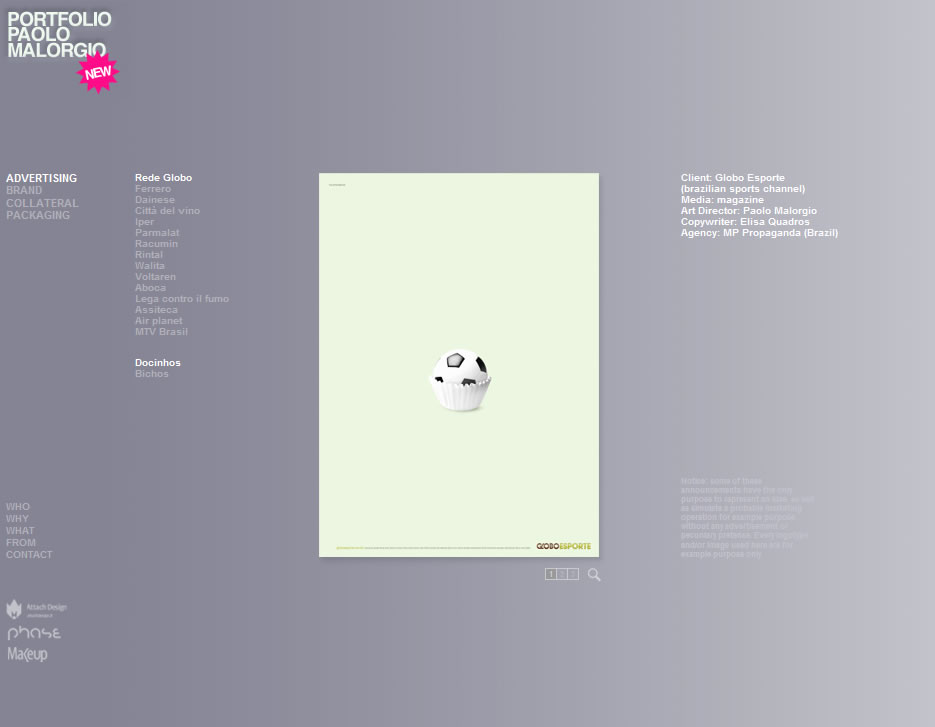 PORTFOLIO
PAOLO
MALORGIO
NEW
ADVERTISING
BRAND
COLLATERAL
PACKAGING
Rede Globo
Ferrero
Dainese
Città del vino
Iper
Parmalat
Racumin
Rintal
Walita
Voltaren
Aboca
Lega contro il fumo
Assiteca
Air planet
MTV Brasil
Docinhos
Bichos
GLOBOESPORTE
1 2 3
Client: Globo Esporte
(brazilian sports channel)
Media: magazine
Art Director: Paolo Malorgio
Copywriter: Elisa Quadros
Agency: MP Propaganda (Brazil)
Notice: some of these
announcements have the only
purpose to represent an idea, as well
as simulate a probable marketing
operation for example purpose
without any advertisement or
pecuniary pretense. Every logotype
and/or image used here are for
example purpose only.
WHO
WHY
WHAT
FROM
CONTACT
Attach Design
phase
Makeup